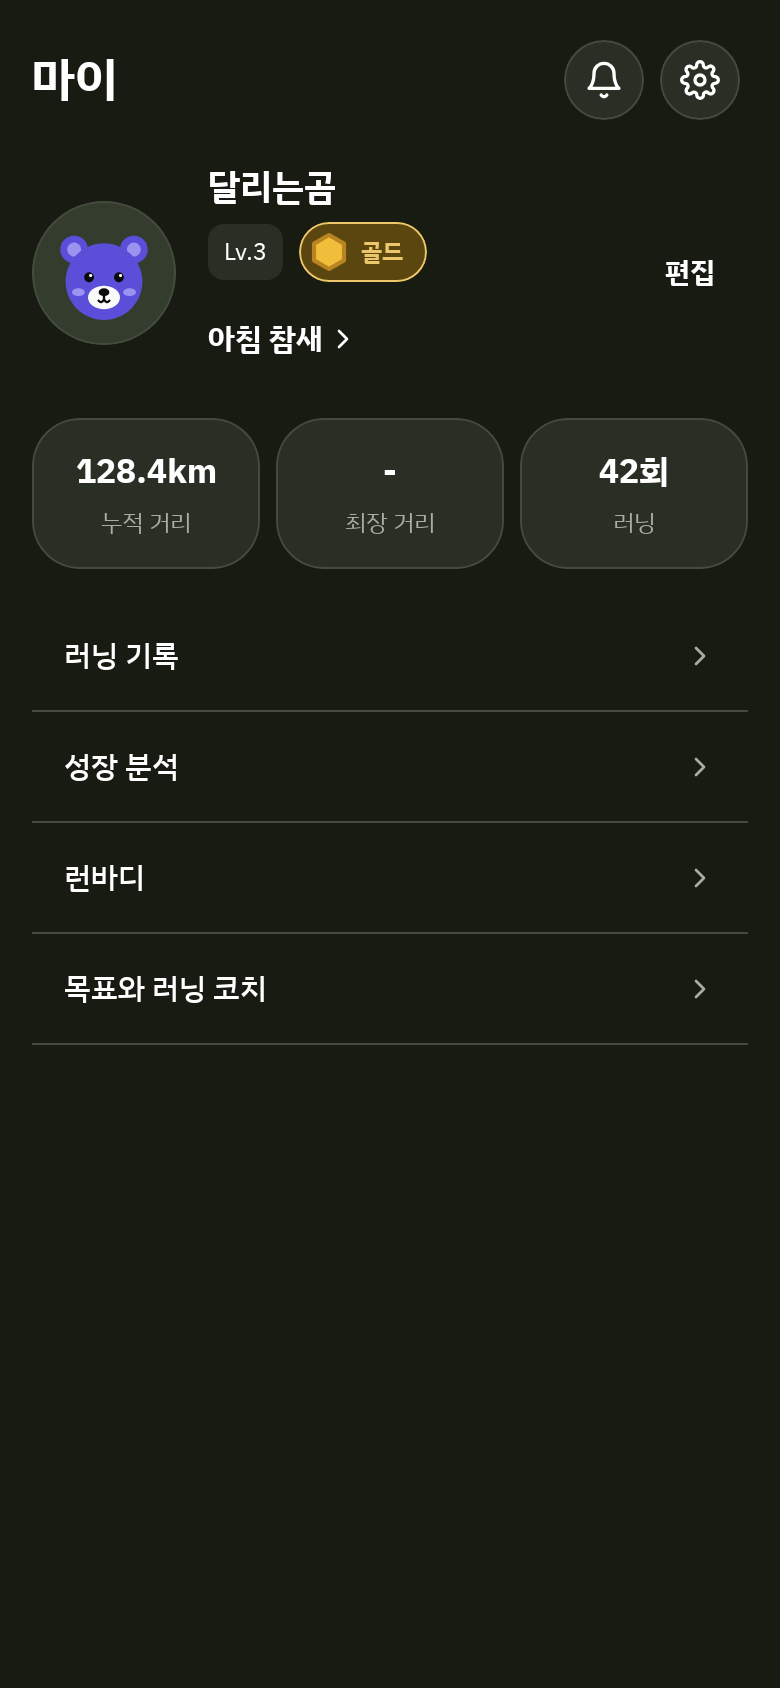 마이
달리는곰
Lv.3 골드
편집
아침 참새
128.4km
누적 거리
-
최장 거리
42회
러닝
러닝 기록
성장 분석
런바디
목표와 러닝 코치